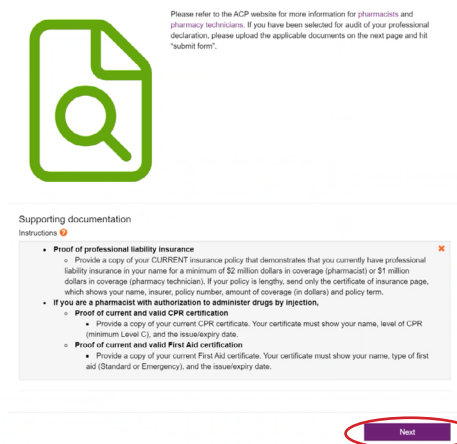 Please refer to the ACP website for more information for pharmacists and
pharmacy technicians. If you have been selected for audit of your professional
declaration, please upload the applicable documents on the next page and hit
“submit form”.
Supporting documentation
Instructions ?
• Proof of professional liability insurance
○ Provide a copy of your CURRENT insurance policy that demonstrates that you currently have professional
liability insurance in your name for a minimum of $2 million dollars in coverage (pharmacist) or $1 million
dollars in coverage (pharmacy technician). If your policy is lengthy, send only the certificate of insurance page,
which shows your name, insurer, policy number, amount of coverage (in dollars) and policy term.
• If you are a pharmacist with authorization to administer drugs by injection,
○ Proof of current and valid CPR certification
▪ Provide a copy of your current CPR certificate. Your certificate must show your name, level of CPR
(minimum Level C), and the issue/expiry date.
○ Proof of current and valid First Aid certification
▪ Provide a copy of your current First Aid certificate. Your certificate must show your name, type of first
aid (Standard or Emergency), and the issue/expiry date.
Next